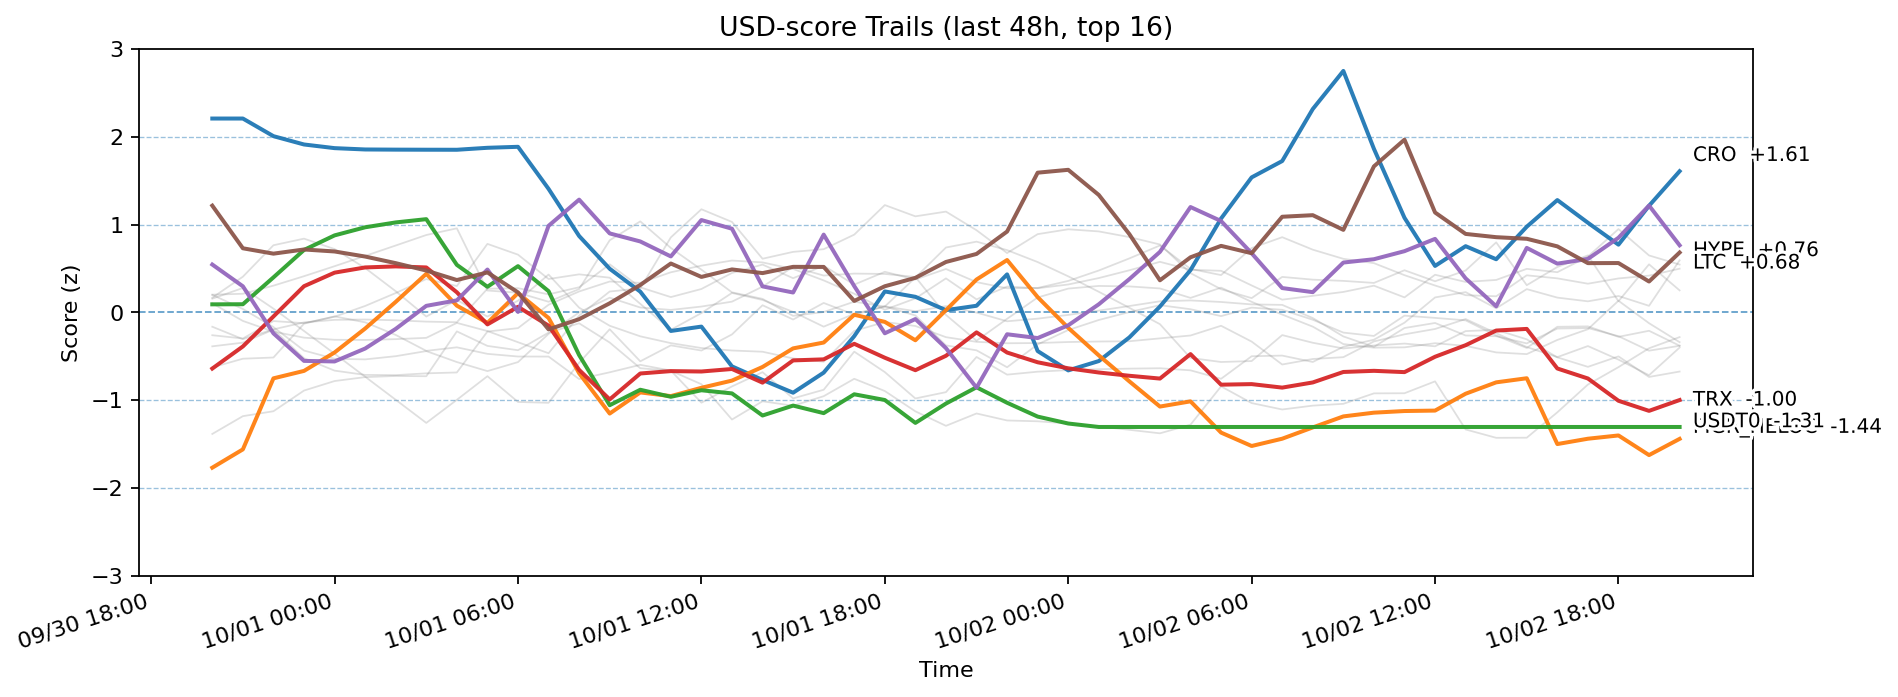 USD-score Trails (last 48h, top 16)
3
2
1
0
−1
−2
−3
Score (z)
CRO +1.61
HYPE +0.76
LTC +0.68
TRX -1.00
USDT0 -1.31
-1.44
09/30 18:00
10/01 00:00
10/01 06:00
10/01 12:00
10/01 18:00
10/02 00:00
10/02 06:00
10/02 12:00
10/02 18:00
Time